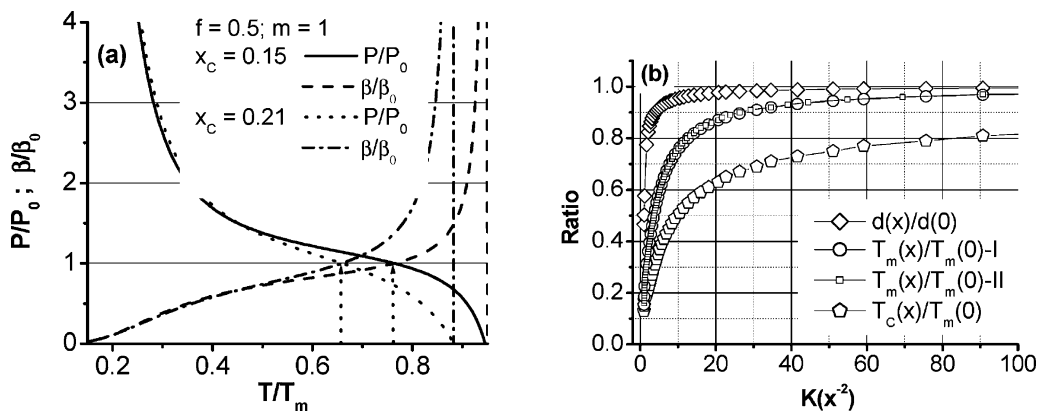 (a)
f = 0.5; m = 1
x_C = 0.15
P/P_0
β/β_0
x_C = 0.21
P/P_0
β/β_0
P/P_0 ; β/β_0
4
3
2
1
0
0.2
0.4
0.6
0.8
T/T_m
(b)
Ratio
1.0
0.8
0.6
0.4
0.2
0.0
d(x)/d(0)
T_m(x)/T_m(0)-I
T_m(x)/T_m(0)-II
T_C(x)/T_m(0)
0
20
40
60
80
100
K(x^-2)